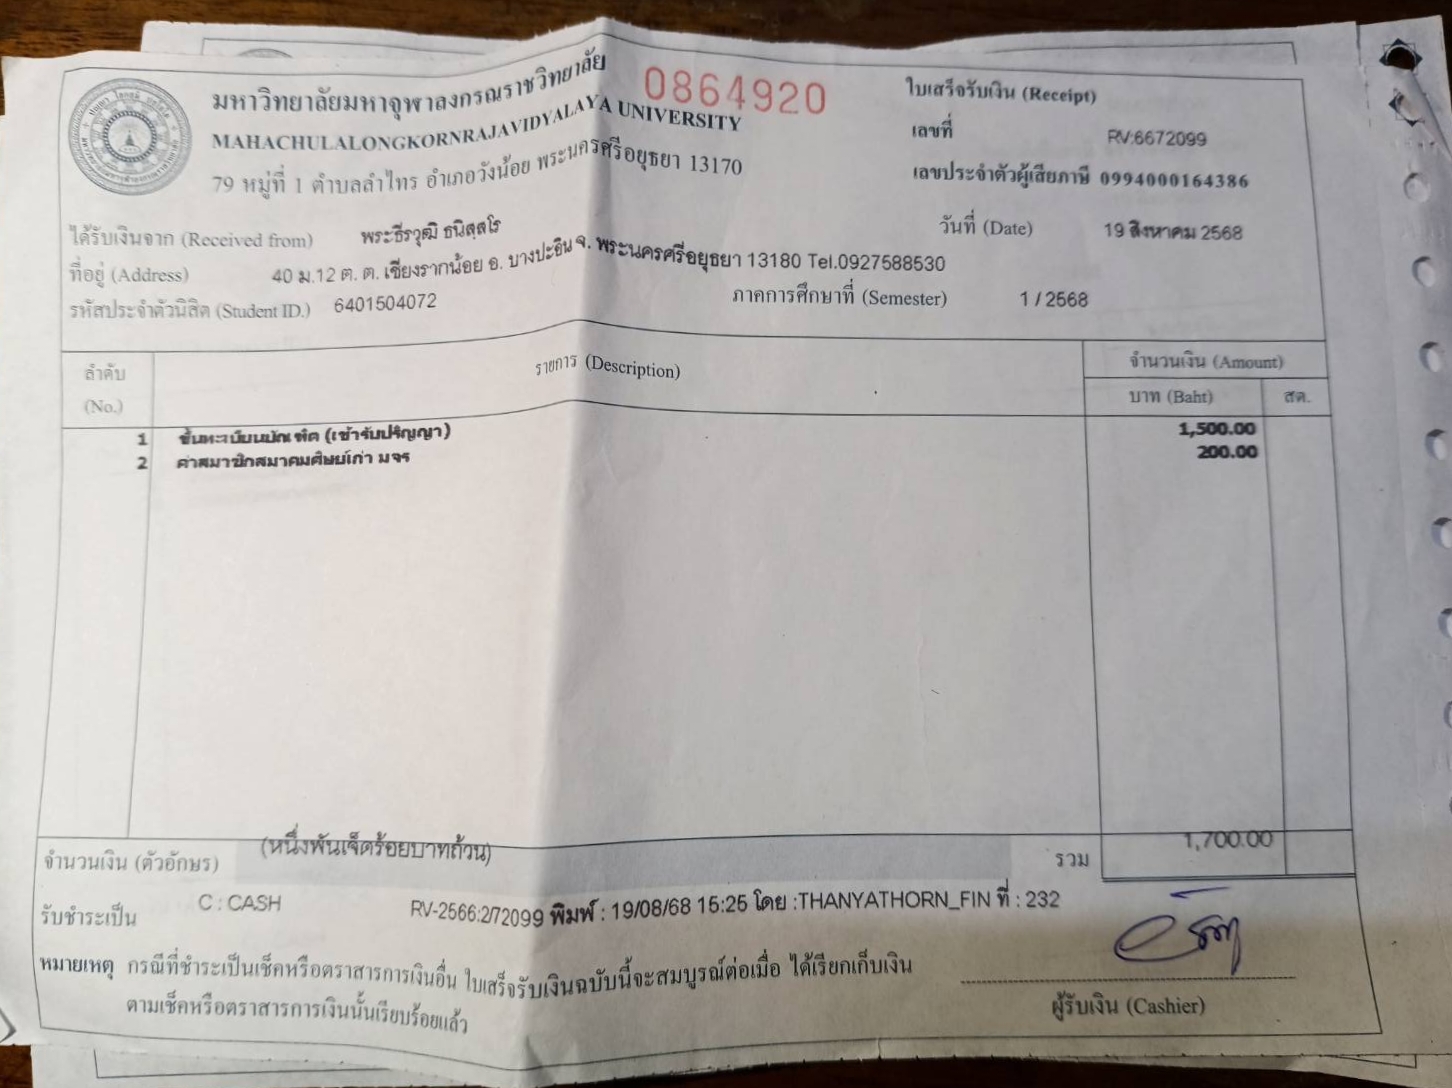 มหาวิทยาลัยมหาจุฬาลงกรณราชวิทยาลัย
0864920
ใบเสร็จรับเงิน (Receipt)
MAHACHULALONGKORNRAJAVIDYALAYA UNIVERSITY
เลขที่ RV:6672099
79 หมู่ที่ 1 ตำบลลำไทร อำเภอวังน้อย พระนครศรีอยุธยา 13170
เลขประจำตัวผู้เสียภาษี 0994000164386
ได้รับเงินจาก (Received from) พระธีรวุฒิ ธนิสฺสโร
วันที่ (Date) 19 สิงหาคม 2568
ที่อยู่ (Address) 40 ม.12 ต. ต. เชียงรากน้อย อ. บางปะอิน จ. พระนครศรีอยุธยา 13180 Tel.0927588530
รหัสประจำตัวนิสิต (Student ID.) 6401504072
ภาคการศึกษาที่ (Semester) 1 / 2568
ลำดับ (No.) รายการ (Description) จำนวนเงิน (Amount)
บาท (Baht) สต.
1 ขึ้นทะเบียนบัณฑิต (เข้ารับปริญญา) 1,500.00
2 ค่าสมาชิกสมาคมศิษย์เก่า มจร 200.00
จำนวนเงิน (ตัวอักษร) (หนึ่งพันเจ็ดร้อยบาทถ้วน) รวม 1,700.00
รับชำระเป็น C : CASH RV-2566:2/72099 พิมพ์ : 19/08/68 15:25 โดย :THANYATHORN_FIN ที่ : 232
หมายเหตุ กรณีที่ชำระเป็นเช็คหรือตราสารการเงินอื่น ใบเสร็จรับเงินฉบับนี้จะสมบูรณ์ต่อเมื่อ ได้เรียกเก็บเงิน
ตามเช็คหรือตราสารการเงินนั้นเรียบร้อยแล้ว
ผู้รับเงิน (Cashier)